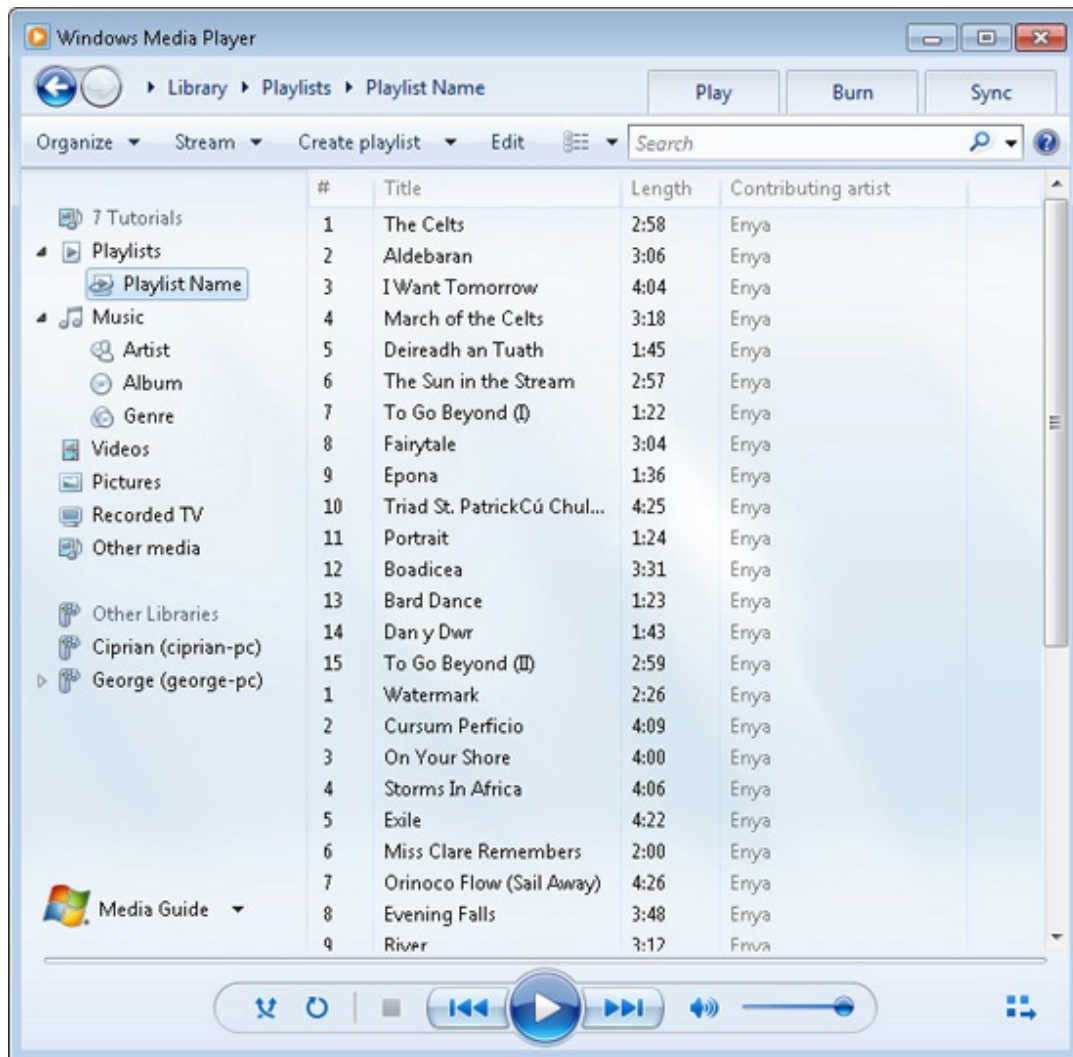 Windows Media Player
Library Playlists Playlist Name
Play Burn Sync
Organize Stream Create playlist Edit Search
7 Tutorials
Playlists
Playlist Name
Music
Artist
Album
Genre
Videos
Pictures
Recorded TV
Other media
Other Libraries
Ciprian (ciprian-pc)
George (george-pc)
Media Guide
# Title Length Contributing artist
1 The Celts 2:58 Enya
2 Aldebaran 3:06 Enya
3 I Want Tomorrow 4:04 Enya
4 March of the Celts 3:18 Enya
5 Deireadh an Tuath 1:45 Enya
6 The Sun in the Stream 2:57 Enya
7 To Go Beyond (I) 1:22 Enya
8 Fairytale 3:04 Enya
9 Epona 1:36 Enya
10 Triad St. PatrickCú Chul... 4:25 Enya
11 Portrait 1:24 Enya
12 Boadicea 3:31 Enya
13 Bard Dance 1:23 Enya
14 Dan y Dwr 1:43 Enya
15 To Go Beyond (II) 2:59 Enya
1 Watermark 2:26 Enya
2 Cursum Perficio 4:09 Enya
3 On Your Shore 4:00 Enya
4 Storms In Africa 4:06 Enya
5 Exile 4:22 Enya
6 Miss Clare Remembers 2:00 Enya
7 Orinoco Flow (Sail Away) 4:26 Enya
8 Evening Falls 3:48 Enya
9 River 3:12 Enya